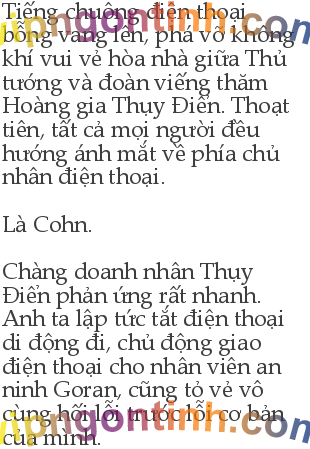 Tiếng chuông điện thoại
bỗng vang lên, phá vỡ không
khí vui vẻ hòa nhà giữa Thủ
tướng và đoàn viếng thăm
Hoàng gia Thụy Điển. Thoạt
tiên, tất cả mọi người đều
hướng ánh mắt về phía chủ
nhân điện thoại.
Là Cohn.
Chàng doanh nhân Thụy
Điển phản ứng rất nhanh.
Anh ta lập tức tắt điện thoại
di động đi, chủ động giao
điện thoại cho nhân viên an
ninh Goran, cũng tỏ vẻ vô
cùng hối lỗi trước lỗi cơ bản
của mình.